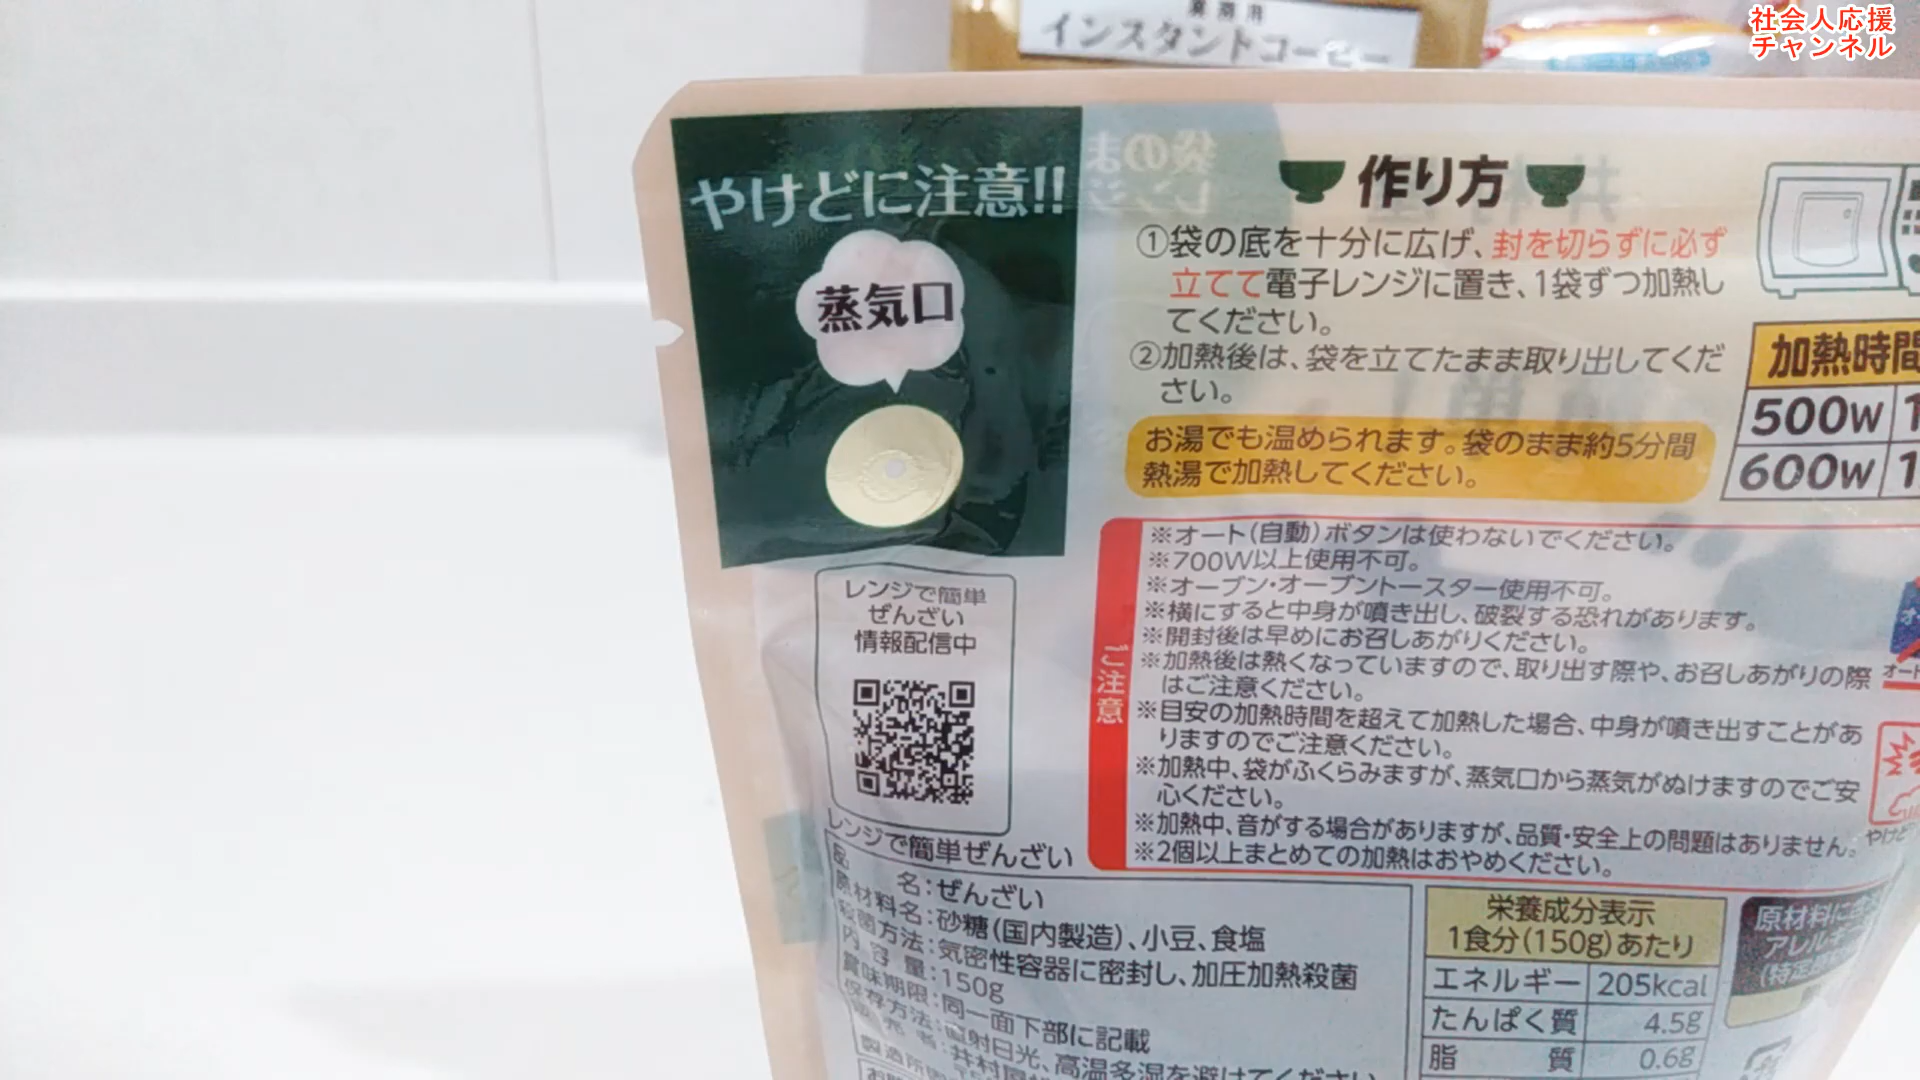 社会人応援
チャンネル
業務用
インスタントコーヒー
やけどに注意!!
蒸気口
作り方
①袋の底を十分に広げ、封を切らずに必ず
立てて電子レンジに置き、1袋ずつ加熱し
てください。
②加熱後は、袋を立てたまま取り出してくだ
さい。
お湯でも温められます。袋のまま約5分間
熱湯で加熱してください。
加熱時間
500W 1
600W 1
ご注意
※オート(自動)ボタンは使わないでください。
※700W以上使用不可。
※オーブン・オーブントースター使用不可。
※横にすると中身が噴き出し、破裂する恐れがあります。
※開封後は早めにお召しあがりください。
※加熱後は熱くなっていますので、取り出す際や、お召しあがりの際
はご注意ください。
※目安の加熱時間を超えて加熱した場合、中身が噴き出すことがあ
りますのでご注意ください。
※加熱中、袋がふくらみますが、蒸気口から蒸気がぬけますのでご安
心ください。
※加熱中、音がする場合がありますが、品質・安全上の問題はありません。
※2個以上まとめての加熱はおやめください。
やけど
レンジで簡単
ぜんざい
情報配信中
レンジで簡単ぜんざい
品名：ぜんざい
原材料名：砂糖(国内製造)、小豆、食塩
殺菌方法：気密性容器に密封し、加圧加熱殺菌
内容量：150g
賞味期限：同一面下部に記載
保存方法：直射日光、高温多湿を避けてください
販売者：井村屋
製造所
栄養成分表示
1食分(150g)あたり
エネルギー 205kcal
たんぱく質 4.5g
脂質 0.6g
原材料に含
アレルギー
(特定